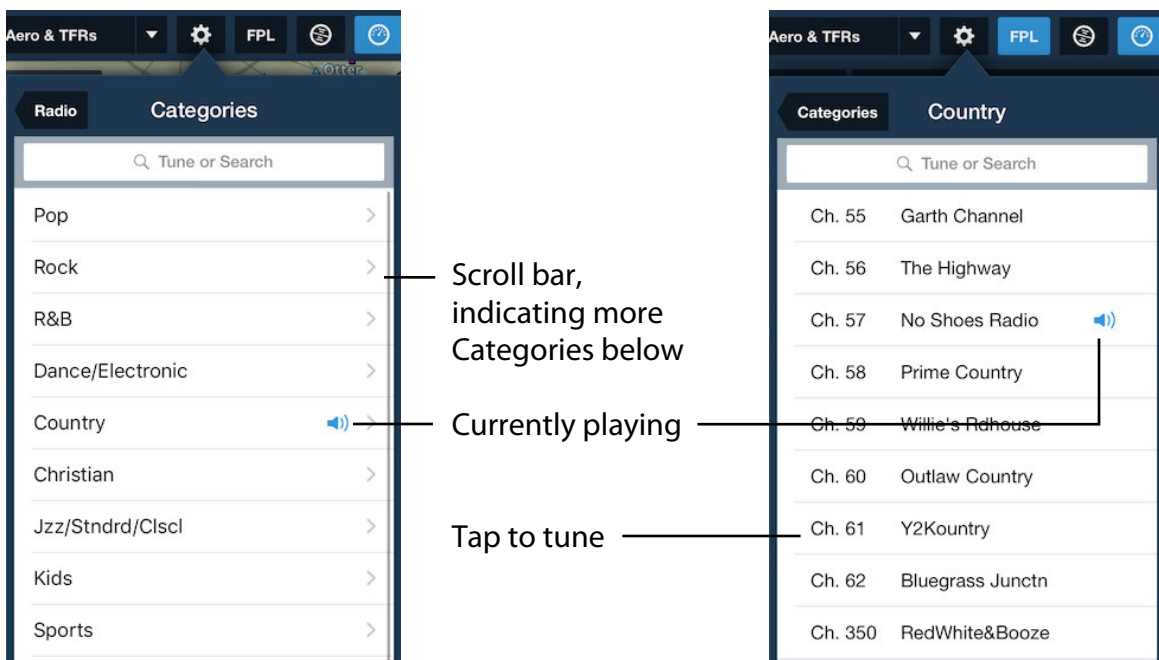 Aero & TFRs
FPL
Otter
Radio
Categories
Tune or Search
Pop
Rock
R&B
Dance/Electronic
Country
Christian
Jzz/Stndrd/Clscl
Kids
Sports
Scroll bar,
indicating more
Categories below
Currently playing
Tap to tune
Aero & TFRs
FPL
Categories
Country
Tune or Search
Ch. 55 Garth Channel
Ch. 56 The Highway
Ch. 57 No Shoes Radio
Ch. 58 Prime Country
Ch. 59 Willie's Rdhouse
Ch. 60 Outlaw Country
Ch. 61 Y2Kountry
Ch. 62 Bluegrass Junctn
Ch. 350 RedWhite&Booze